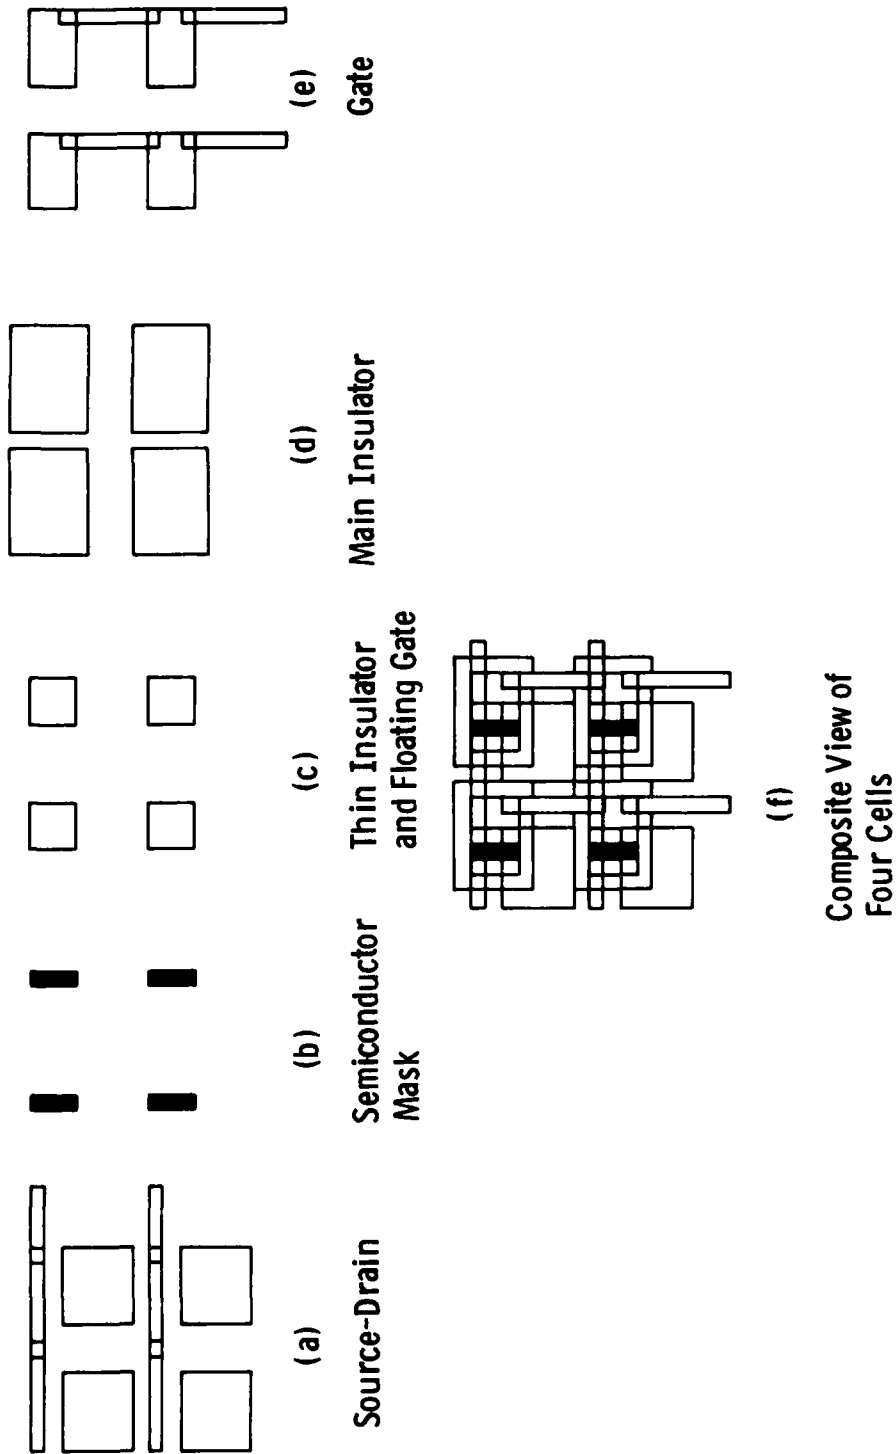 (a)
Source-Drain
(b)
Semiconductor
Mask
(c)
Thin Insulator
and Floating Gate
(d)
Main Insulator
(e)
Gate
(f)
Composite View of
Four Cells